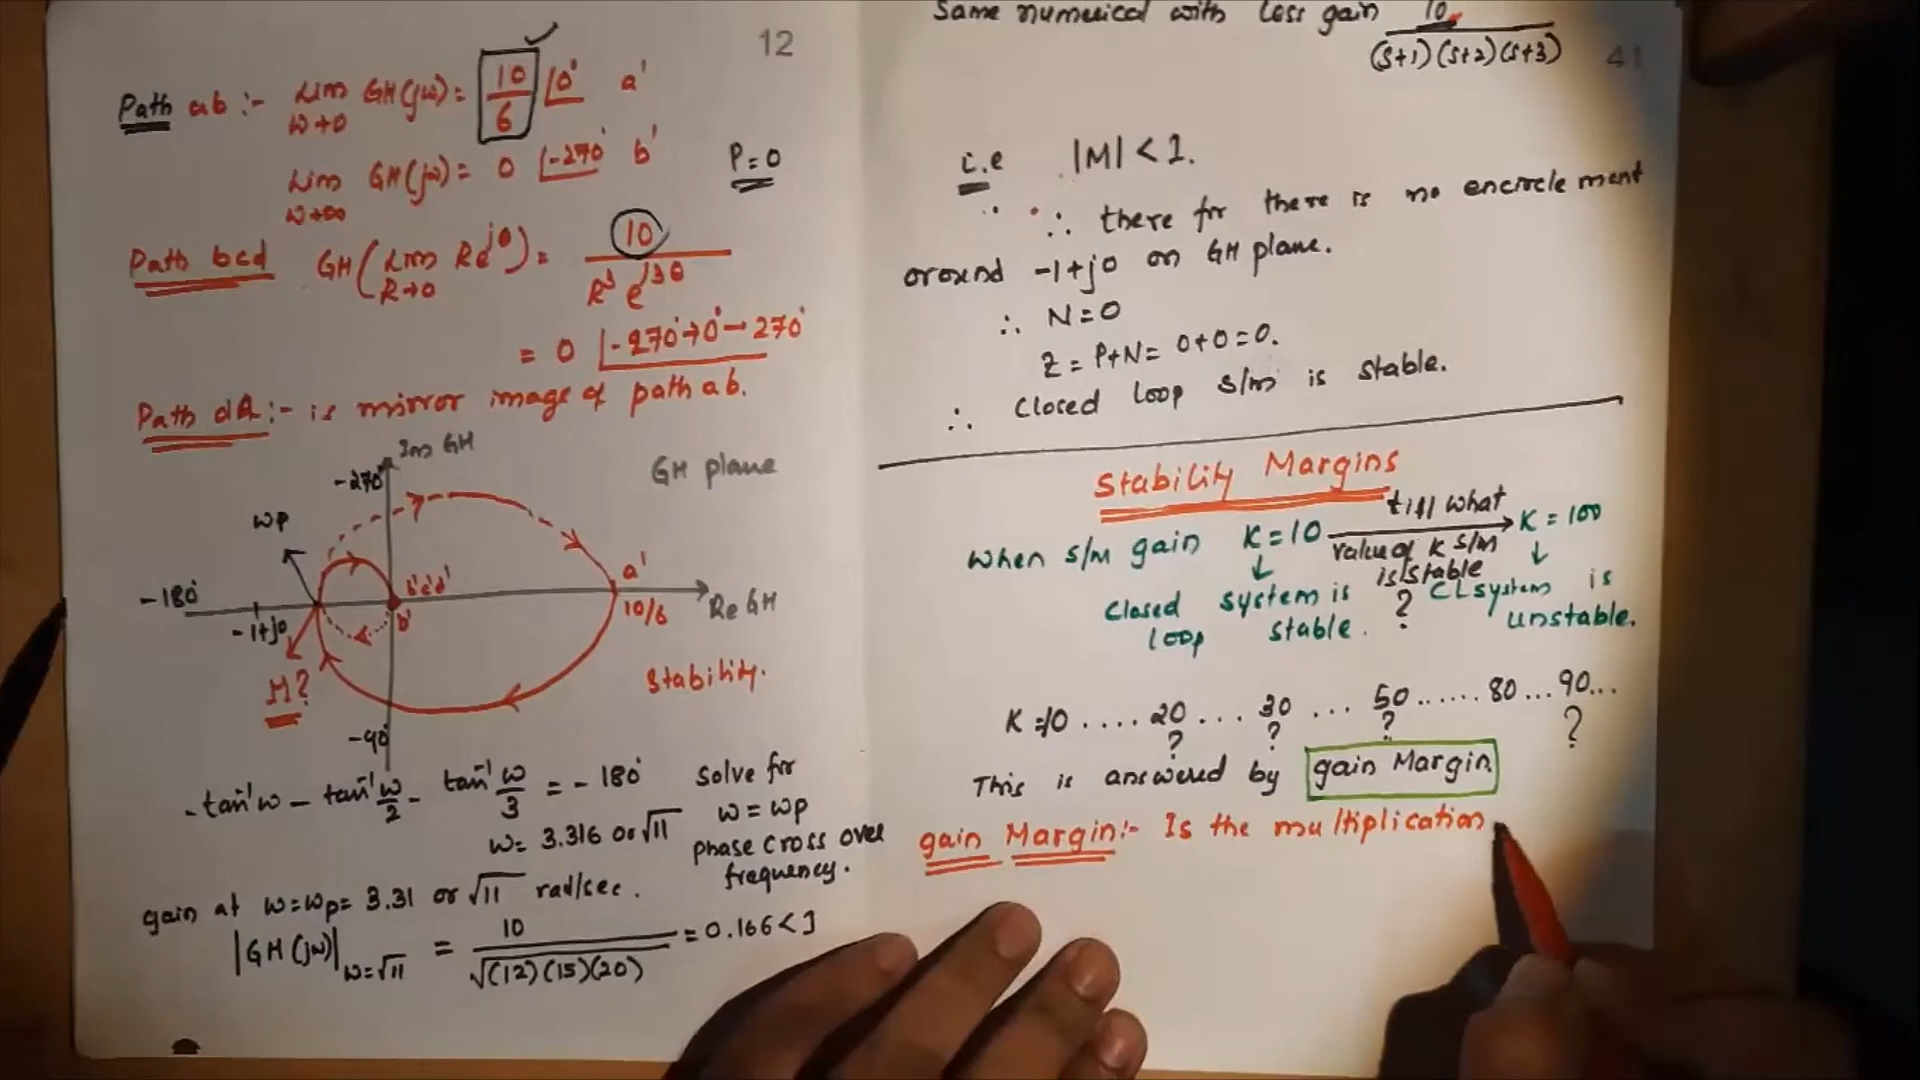 12
Path ab :- Lim ω→0 GH(jω) = 10/6 ∠0° a'
Lim ω→∞ GH(jω) = 0 ∠-270° b'
P = 0
Path bcd GH(Lim R→0 Re^jθ) = 10 / R³ e^j3θ
= 0 ∠-270°→0°→270°
Path dA :- is mirror image of path ab.
Im GH
-270°
GH plane
ωp
-180°
b'c'd'
a'
-1+j0
b'
10/6
Re GH
M?
Stability.
-90°
-tan⁻¹ω - tan⁻¹ω/2 - tan⁻¹ω/3 = -180° Solve for
ω = ωp
ω = 3.316 or √11
phase cross over
frequency.
gain at ω=ωp= 3.31 or √11 rad/sec.
|GH(jω)| ω=√11 = 10 / √(12)(15)(20) = 0.166 < 1
Same numerical with less gain 10 / (s+1)(s+2)(s+3)
41
i.e |M| < 1.
∴ there for there is no encircle ment
around -1+j0 on GH plane.
∴ N=0
Z = P+N = 0+0=0.
∴ Closed loop s/m is stable.
Stability Margins
When s/m gain K=10 till what value of K s/m is stable ? K = 100
Closed loop system is stable.
CL system is unstable.
K=10 .... 20 ... 30 ... 50 ...... 80 ... 90...
? ? ? ?
This is answered by gain Margin
gain Margin:- Is the multiplication